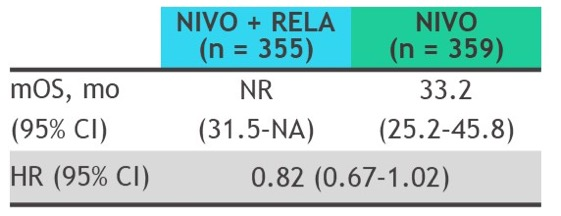 NIVO + RELA NIVO
(n = 355) (n = 359)
mOS, mo NR 33.2
(95% CI) (31.5-NA) (25.2-45.8)
HR (95% CI) 0.82 (0.67-1.02)